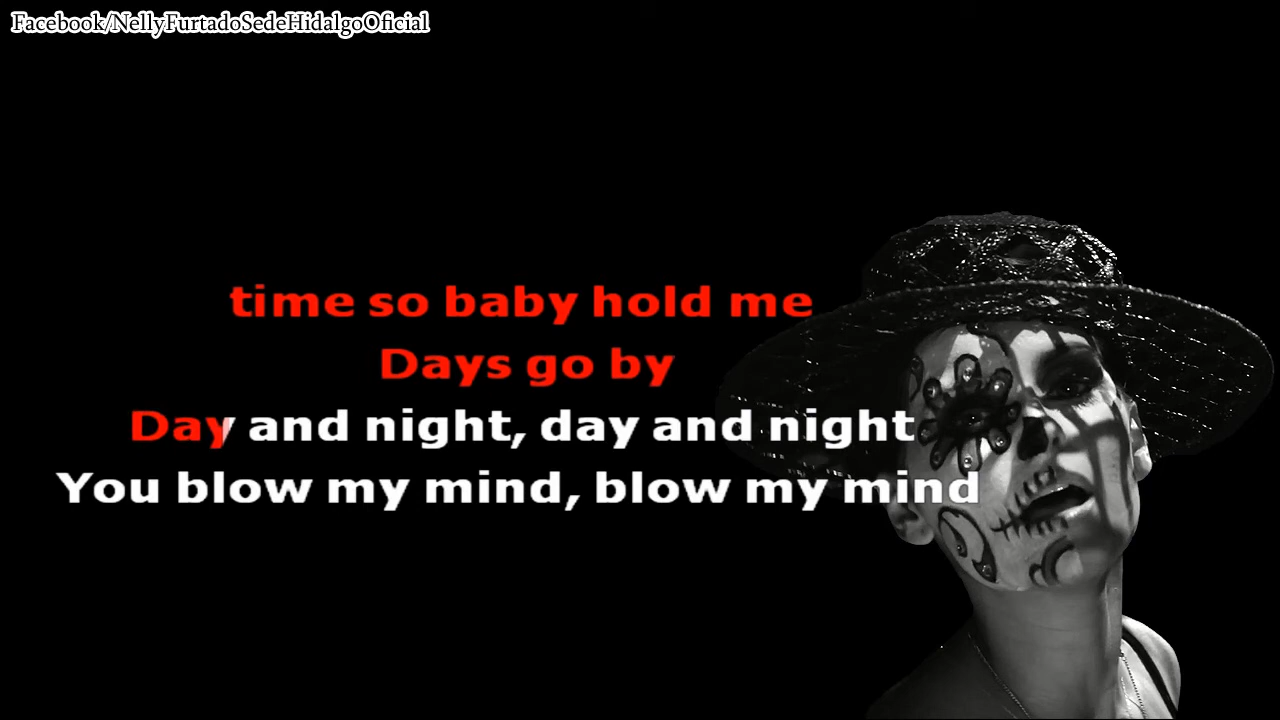 Facebook/NellyFurtadoSedeHidalgoOficial
time so baby hold me
Days go by
Day and night, day and night
You blow my mind, blow my mind